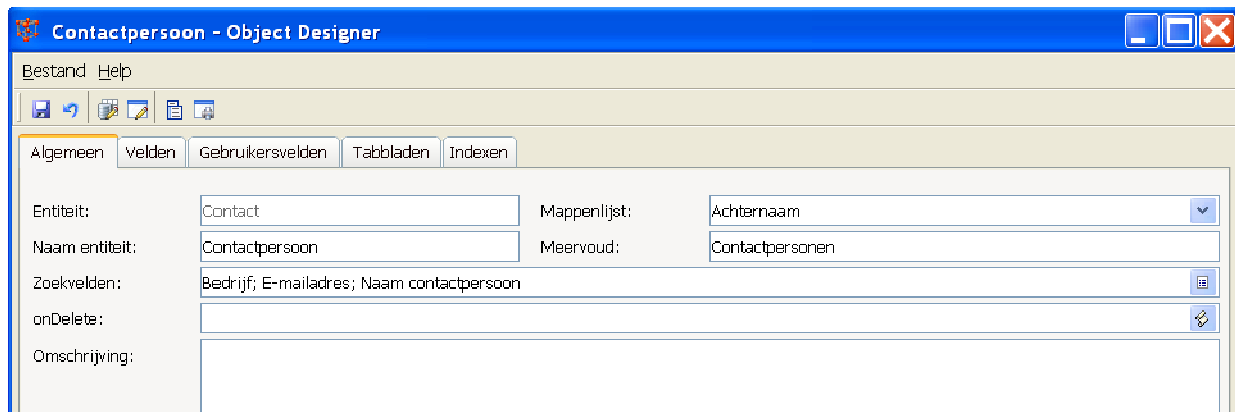 Contactpersoon - Object Designer
Bestand Help
Algemeen Velden Gebruikersvelden Tabbladen Indexen
Entiteit: Contact Mappenlijst: Achternaam
Naam entiteit: Contactpersoon Meervoud: Contactpersonen
Zoekvelden: Bedrijf; E-mailadres; Naam contactpersoon
onDelete:
Omschrijving: